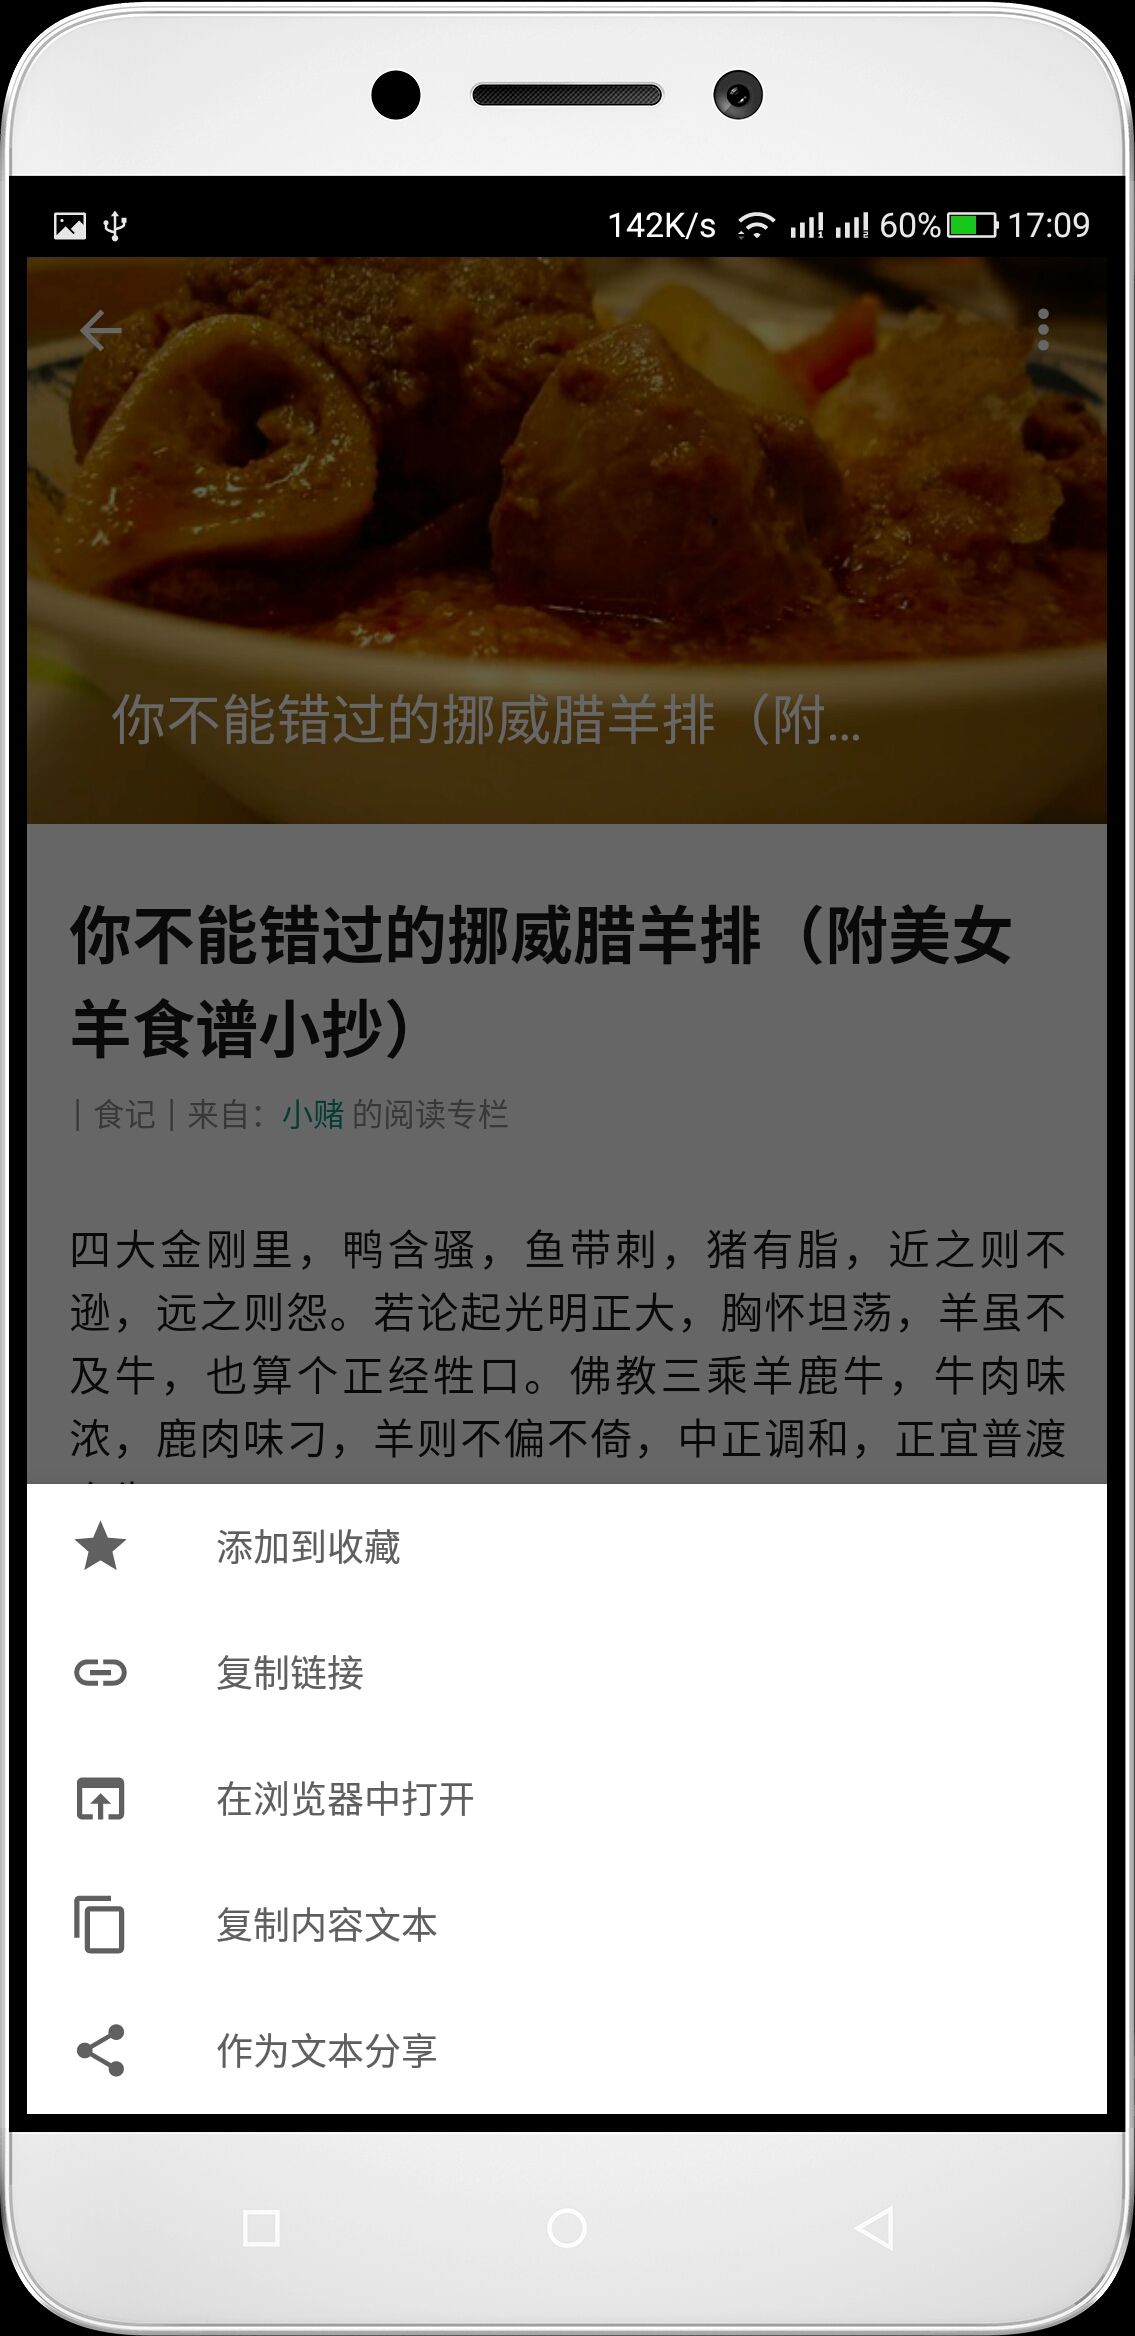 142K/s 60% 17:09
你不能错过的挪威腊羊排（附...
你不能错过的挪威腊羊排（附美女
羊食谱小抄）
| 食记 | 来自：小赌 的阅读专栏
四大金刚里，鸭含骚，鱼带刺，猪有脂，近之则不
逊，远之则怨。若论起光明正大，胸怀坦荡，羊虽不
及牛，也算个正经牲口。佛教三乘羊鹿牛，牛肉味
浓，鹿肉味刁，羊则不偏不倚，中正调和，正宜普渡
添加到收藏
复制链接
在浏览器中打开
复制内容文本
作为文本分享